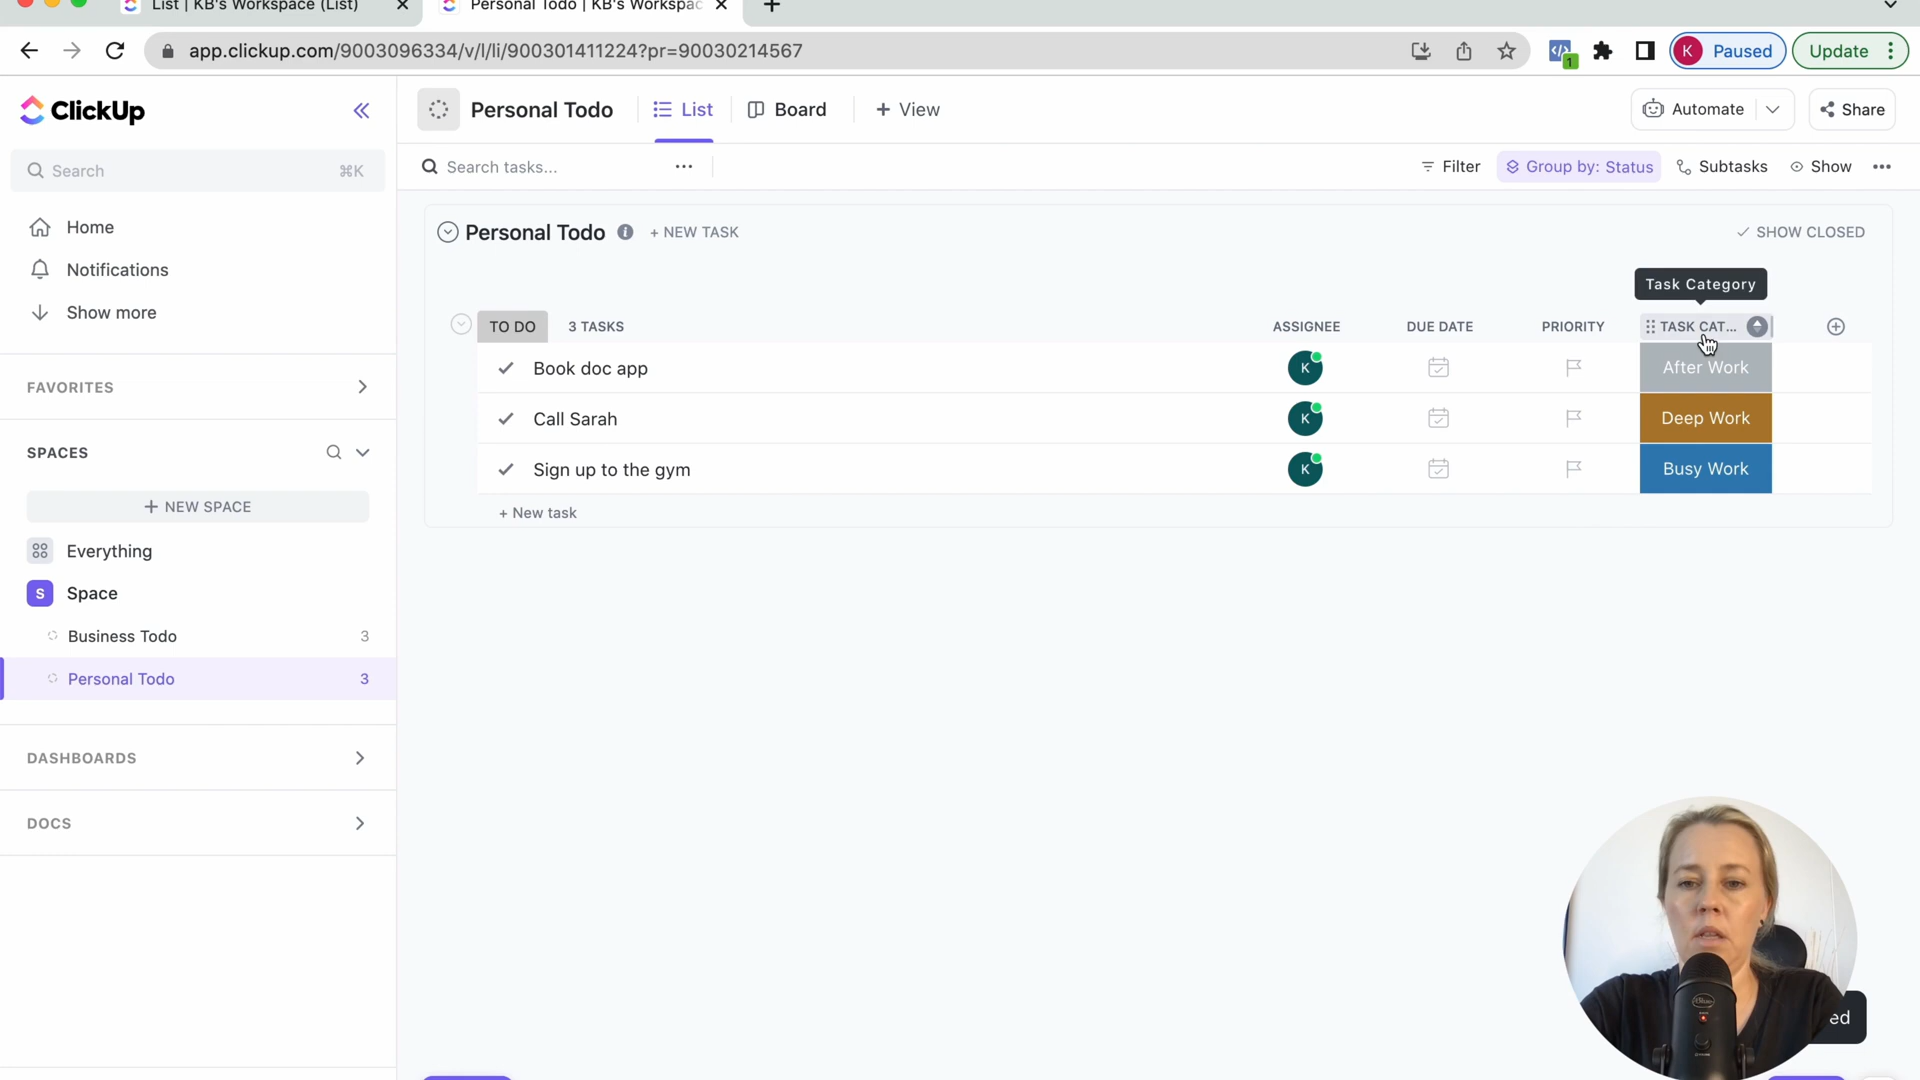 List | KB's Workspace (List)
Personal Todo | KB's Workspac
app.clickup.com/9003096334/v/l/li/900301411224?pr=90030214567
1
K Paused
Update
ClickUp
Personal Todo
List
Board
+ View
Automate
Share
Search ⌘K
Search tasks...
Filter
Group by: Status
Subtasks
Show
Home
Notifications
Show more
Personal Todo
+ NEW TASK
SHOW CLOSED
Task Category
TO DO
3 TASKS
ASSIGNEE
DUE DATE
PRIORITY
TASK CAT...
Book doc app
K
After Work
Call Sarah
K
Deep Work
Sign up to the gym
K
Busy Work
+ New task
FAVORITES
SPACES
+ NEW SPACE
Everything
S Space
Business Todo 3
Personal Todo 3
DASHBOARDS
DOCS
ed